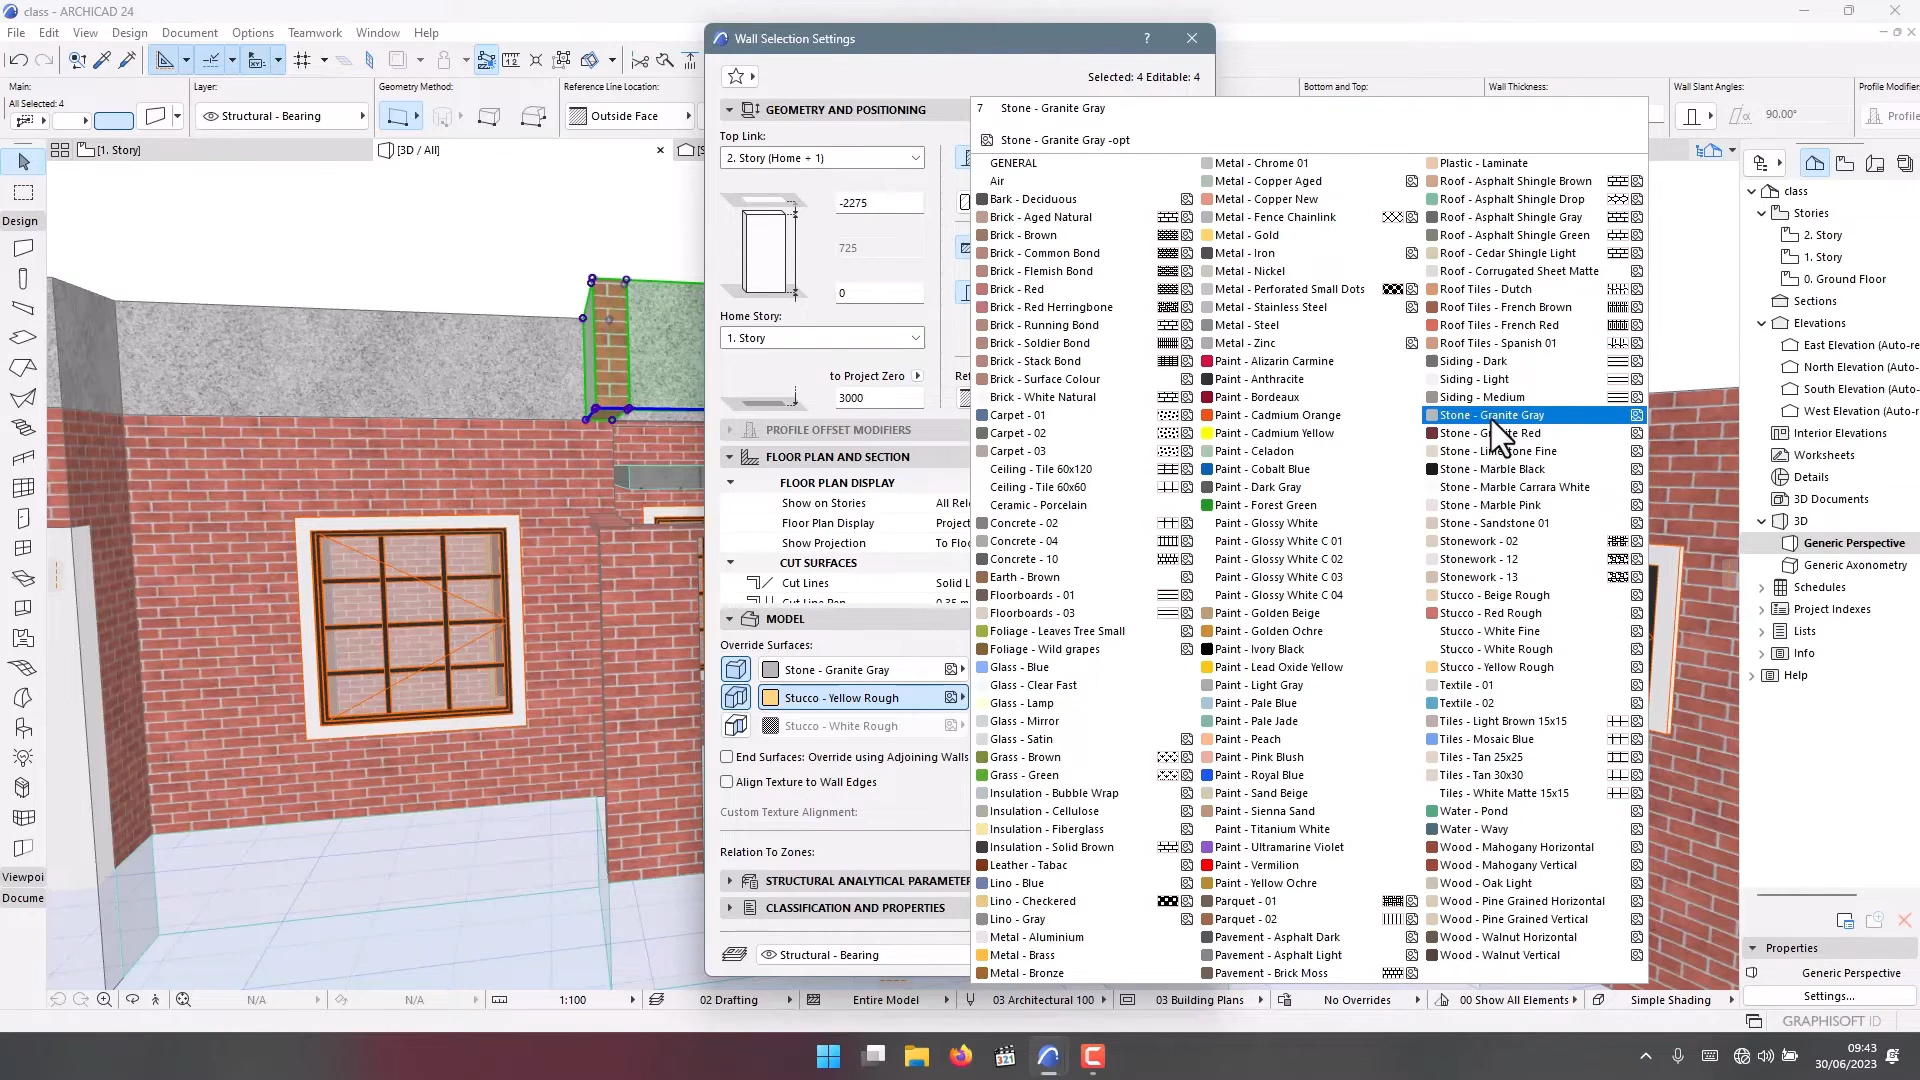 class - ARCHICAD 24
File Edit View Design Document Options Teamwork Window Help
Main:
All Selected: 4
Layer:
Structural - Bearing
Geometry Method:
Reference Line Location:
Outside Face
Bottom and Top:
Wall Thickness:
Wall Slant Angles:
90.00°
Profile Modifier
Profile
[1. Story]
[3D / All]
Design
Viewpoi
Docume
Wall Selection Settings
Selected: 4 Editable: 4
GEOMETRY AND POSITIONING
Top Link:
2. Story (Home + 1)
-2275
725
0
Home Story:
1. Story
to Project Zero
3000
PROFILE OFFSET MODIFIERS
FLOOR PLAN AND SECTION
FLOOR PLAN DISPLAY
Show on Stories All Rel
Floor Plan Display Project
Show Projection To Floo
CUT SURFACES
Cut Lines Solid L
Cut Line Pen
MODEL
Override Surfaces:
Stone - Granite Gray
Stucco - Yellow Rough
Stucco - White Rough
End Surfaces: Override using Adjoining Walls
Align Texture to Wall Edges
Custom Texture Alignment:
Relation To Zones:
STRUCTURAL ANALYTICAL PARAMETER
CLASSIFICATION AND PROPERTIES
Structural - Bearing
7 Stone - Granite Gray
Stone - Granite Gray -opt
GENERAL
Air
Bark - Deciduous
Brick - Aged Natural
Brick - Brown
Brick - Common Bond
Brick - Flemish Bond
Brick - Red
Brick - Red Herringbone
Brick - Running Bond
Brick - Soldier Bond
Brick - Stack Bond
Brick - Surface Colour
Brick - White Natural
Carpet - 01
Carpet - 02
Carpet - 03
Ceiling - Tile 60x120
Ceiling - Tile 60x60
Ceramic - Porcelain
Concrete - 02
Concrete - 04
Concrete - 10
Earth - Brown
Floorboards - 01
Floorboards - 03
Foliage - Leaves Tree Small
Foliage - Wild grapes
Glass - Blue
Glass - Clear Fast
Glass - Lamp
Glass - Mirror
Glass - Satin
Grass - Brown
Grass - Green
Insulation - Bubble Wrap
Insulation - Cellulose
Insulation - Fiberglass
Insulation - Solid Brown
Leather - Tabac
Lino - Blue
Lino - Checkered
Lino - Gray
Metal - Aluminium
Metal - Brass
Metal - Bronze
Metal - Chrome 01
Metal - Copper Aged
Metal - Copper New
Metal - Fence Chainlink
Metal - Gold
Metal - Iron
Metal - Nickel
Metal - Perforated Small Dots
Metal - Stainless Steel
Metal - Steel
Metal - Zinc
Paint - Alizarin Carmine
Paint - Anthracite
Paint - Bordeaux
Paint - Cadmium Orange
Paint - Cadmium Yellow
Paint - Celadon
Paint - Cobalt Blue
Paint - Dark Gray
Paint - Forest Green
Paint - Glossy White
Paint - Glossy White C 01
Paint - Glossy White C 02
Paint - Glossy White C 03
Paint - Glossy White C 04
Paint - Golden Beige
Paint - Golden Ochre
Paint - Ivory Black
Paint - Lead Oxide Yellow
Paint - Light Gray
Paint - Pale Blue
Paint - Pale Jade
Paint - Peach
Paint - Pink Blush
Paint - Royal Blue
Paint - Sand Beige
Paint - Sienna Sand
Paint - Titanium White
Paint - Ultramarine Violet
Paint - Vermilion
Paint - Yellow Ochre
Parquet - 01
Parquet - 02
Pavement - Asphalt Dark
Pavement - Asphalt Light
Pavement - Brick Moss
Plastic - Laminate
Roof - Asphalt Shingle Brown
Roof - Asphalt Shingle Drop
Roof - Asphalt Shingle Gray
Roof - Asphalt Shingle Green
Roof - Cedar Shingle Light
Roof - Corrugated Sheet Matte
Roof Tiles - Dutch
Roof Tiles - French Brown
Roof Tiles - French Red
Roof Tiles - Spanish 01
Siding - Dark
Siding - Light
Siding - Medium
Stone - Granite Gray
Stone - Granite Red
Stone - Limestone Fine
Stone - Marble Black
Stone - Marble Carrara White
Stone - Marble Pink
Stone - Sandstone 01
Stonework - 02
Stonework - 12
Stonework - 13
Stucco - Beige Rough
Stucco - Red Rough
Stucco - White Fine
Stucco - White Rough
Stucco - Yellow Rough
Textile - 01
Textile - 02
Tiles - Light Brown 15x15
Tiles - Mosaic Blue
Tiles - Tan 25x25
Tiles - Tan 30x30
Tiles - White Matte 15x15
Water - Pond
Water - Wavy
Wood - Mahogany Horizontal
Wood - Mahogany Vertical
Wood - Oak Light
Wood - Pine Grained Horizontal
Wood - Pine Grained Vertical
Wood - Walnut Horizontal
Wood - Walnut Vertical
class
Stories
2. Story
1. Story
0. Ground Floor
Sections
Elevations
East Elevation (Auto-re
North Elevation (Auto-
South Elevation (Auto-
West Elevation (Auto-r
Interior Elevations
Worksheets
Details
3D Documents
3D
Generic Perspective
Generic Axonometry
Schedules
Project Indexes
Lists
Info
Help
Properties
Generic Perspective
Settings...
N/A N/A 1:100 02 Drafting Entire Model 03 Architectural 100 03 Building Plans No Overrides 00 Show All Elements Simple Shading
GRAPHISOFT ID
09:43
30/06/2023